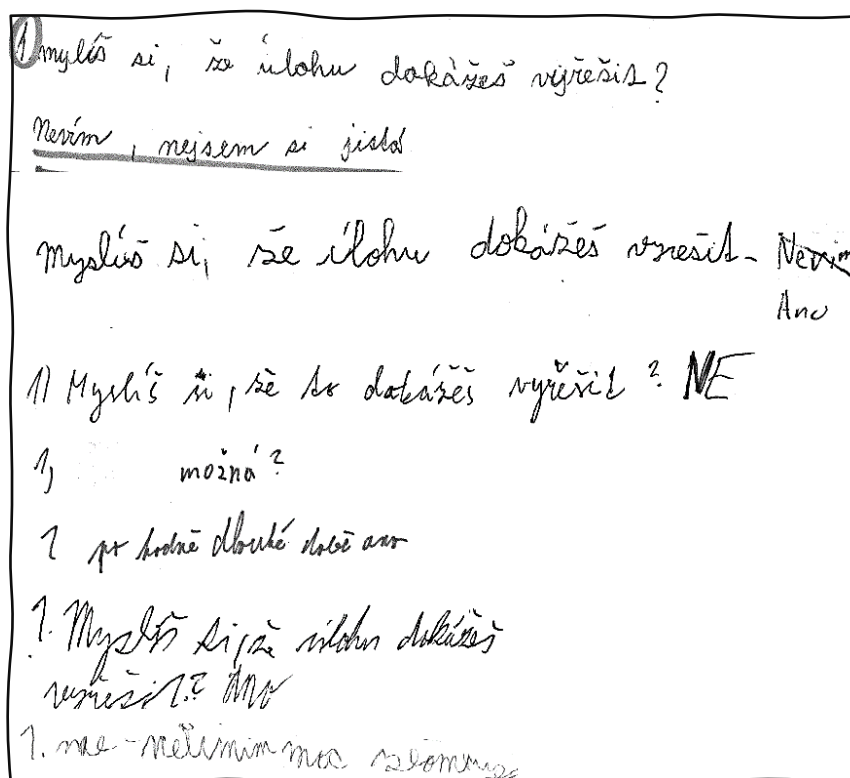 1 myslíš si, že úlohu dokážeš vyřešit?
Nevím, nejsem si jistá
Myslíš si, že úlohu dokážeš vyřešit - Nevím
Ano
1) Myslíš si, že to dokážeš vyřešit? NE
1, možná?
1 po hodně dlouhé době ano
1. Myslíš si, že úlohu dokážeš
vyřešit? Ano
1. ne - moc